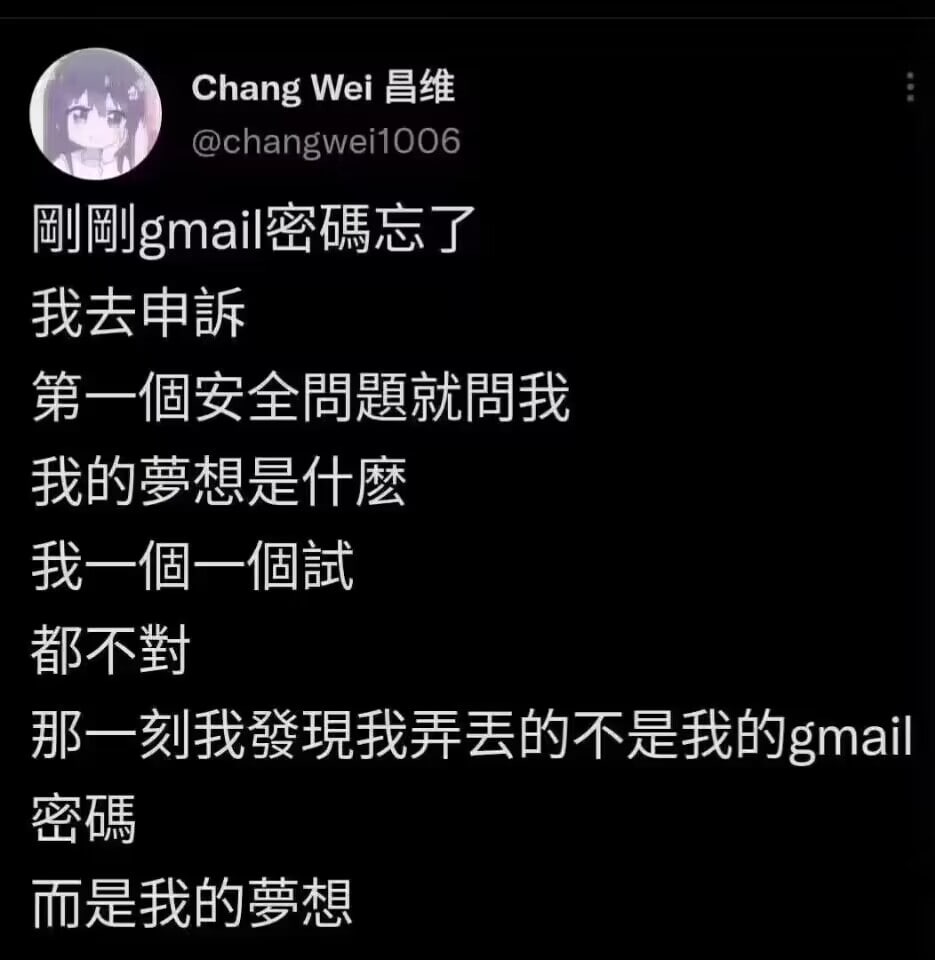 Chang Wei 昌维
@changwei1006
剛剛gmail密碼忘了
我去申訴
第一個安全問題就問我
我的夢想是什麽
我一個一個試
都不對
那一刻我發現我弄丟的不是我的gmail
密碼
而是我的夢想